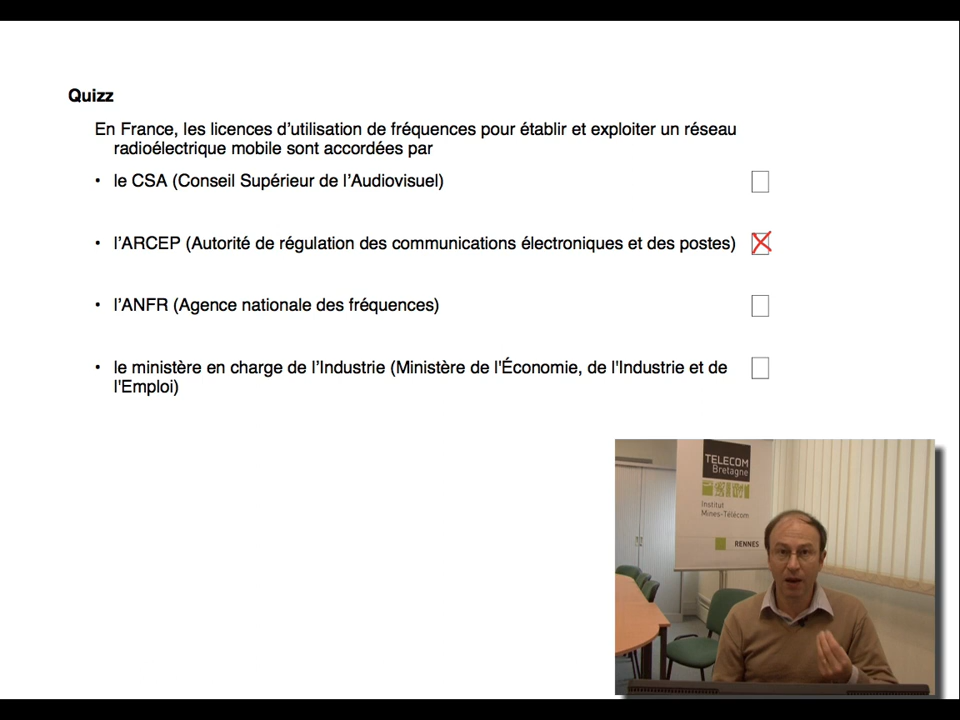 Quizz
En France, les licences d’utilisation de fréquences pour établir et exploiter un réseau
radioélectrique mobile sont accordées par
• le CSA (Conseil Supérieur de l’Audiovisuel)
• l’ARCEP (Autorité de régulation des communications électroniques et des postes)
• l’ANFR (Agence nationale des fréquences)
• le ministère en charge de l’Industrie (Ministère de l'Économie, de l'Industrie et de
l'Emploi)
TELECOM
Bretagne
Institut
Mines-Télécom
RENNES